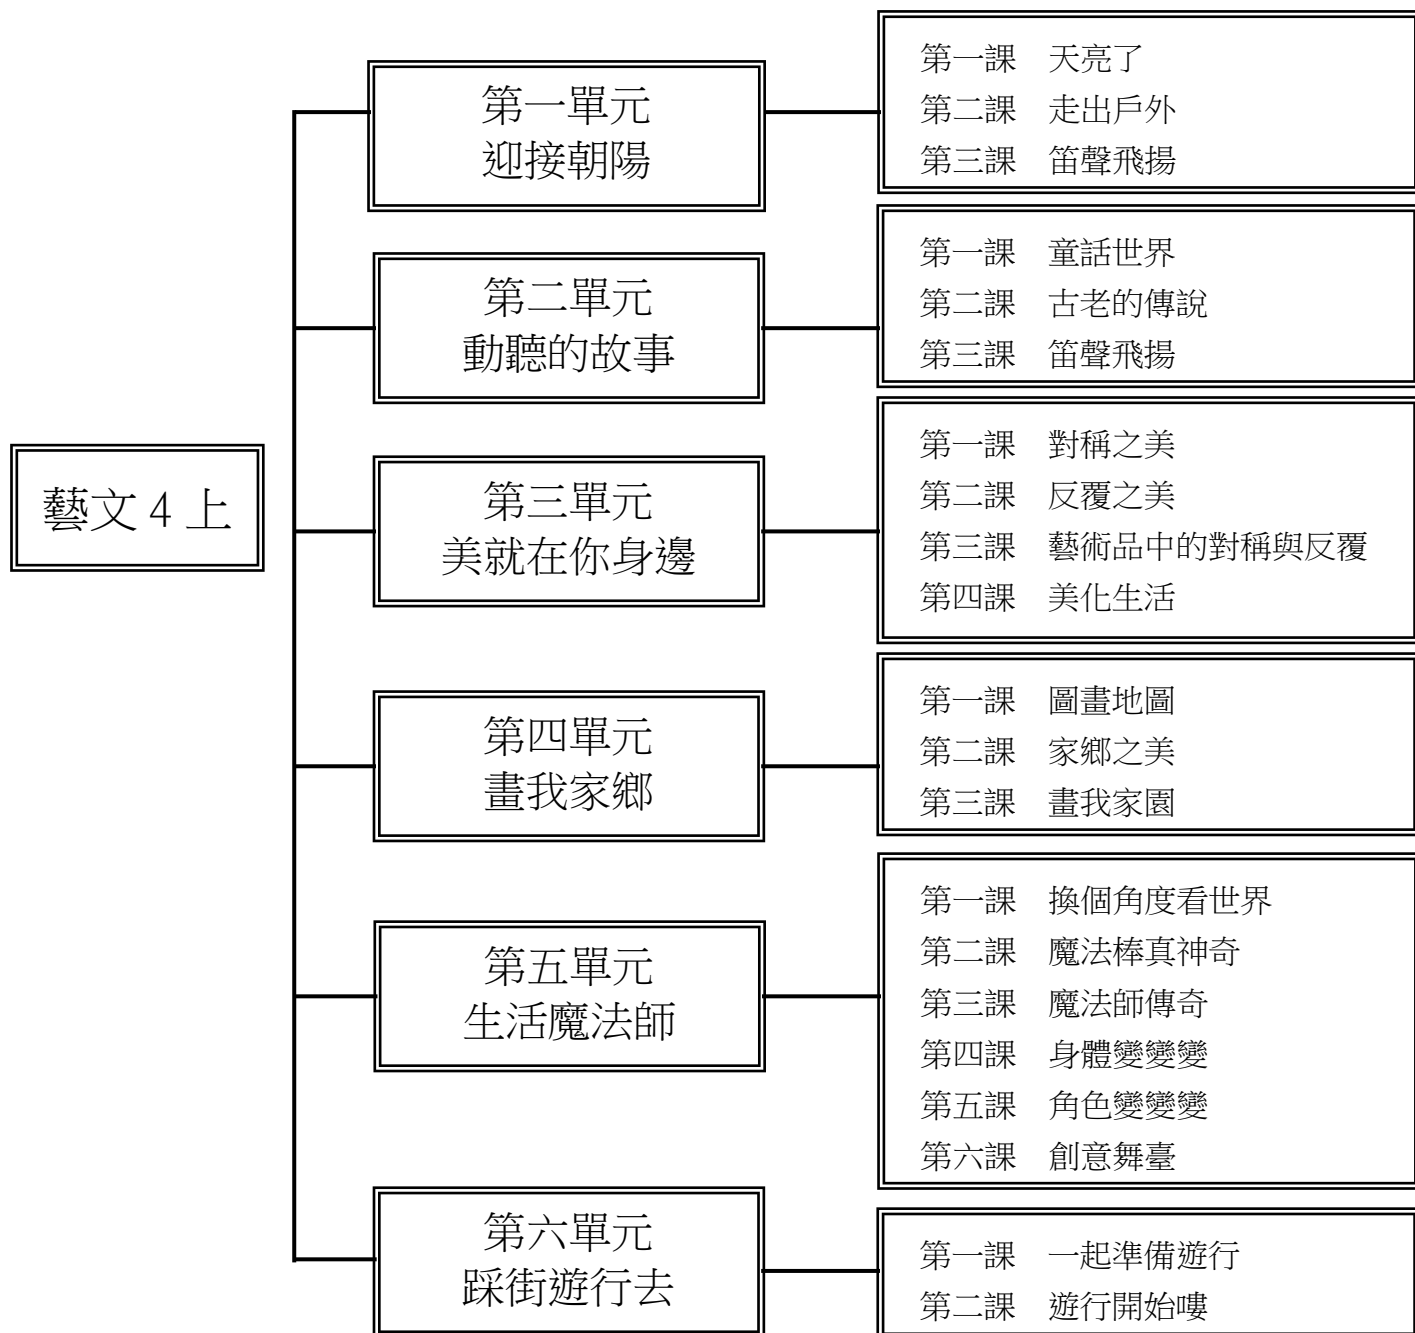 藝文 4 上
第一單元
迎接朝陽
第一課 天亮了
第二課 走出戶外
第三課 笛聲飛揚
第二單元
動聽的故事
第一課 童話世界
第二課 古老的傳說
第三課 笛聲飛揚
第三單元
美就在你身邊
第一課 對稱之美
第二課 反覆之美
第三課 藝術品中的對稱與反覆
第四課 美化生活
第四單元
畫我家鄉
第一課 圖畫地圖
第二課 家鄉之美
第三課 畫我家園
第五單元
生活魔法師
第一課 換個角度看世界
第二課 魔法棒真神奇
第三課 魔法師傳奇
第四課 身體變變變
第五課 角色變變變
第六課 創意舞臺
第六單元
踩街遊行去
第一課 一起準備遊行
第二課 遊行開始嘍